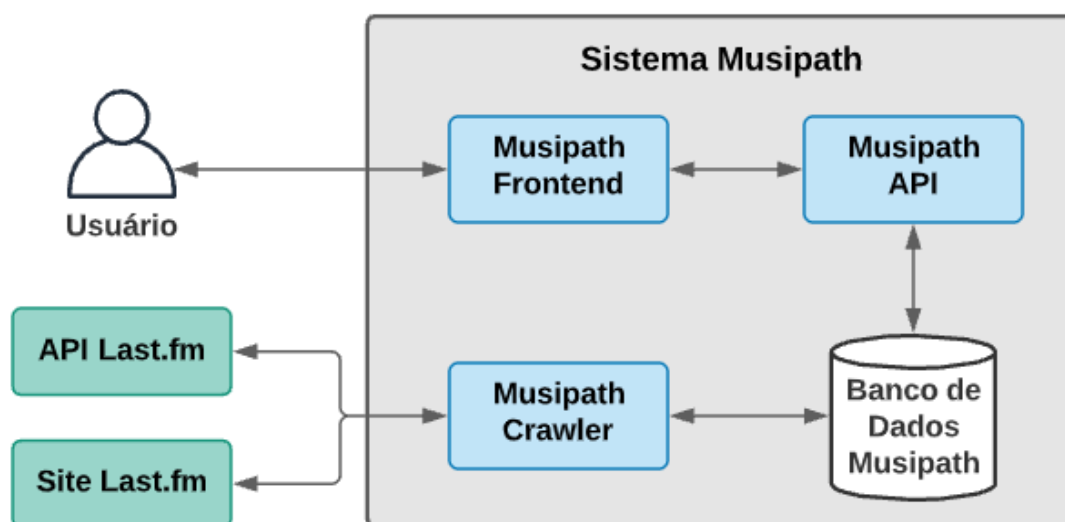 Sistema Musipath
Musipath
Frontend
Musipath
API
Usuário
API Last.fm
Site Last.fm
Musipath
Crawler
Banco de
Dados
Musipath